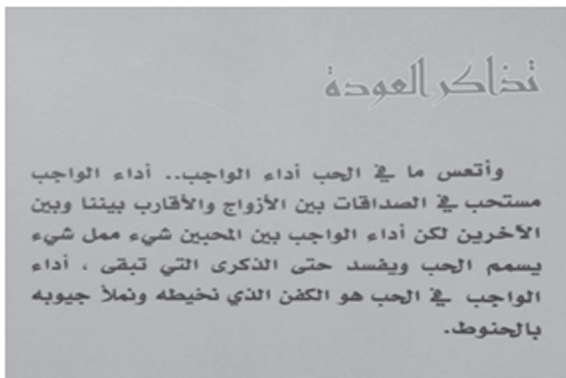 تذاكر العودة
وأتعس ما في الحب أداء الواجب.. أداء الواجب
مستحب في الصداقات بين الأزواج والأقارب بيننا وبين
الآخرين لكن أداء الواجب بين المحبين شيء ممل شيء
يسمم الحب ويفسد حتى الذكرى التي تبقى ، أداء
الواجب في الحب هو الكفن الذي نخيطه ونملأ جيوبه
بالحنوط.